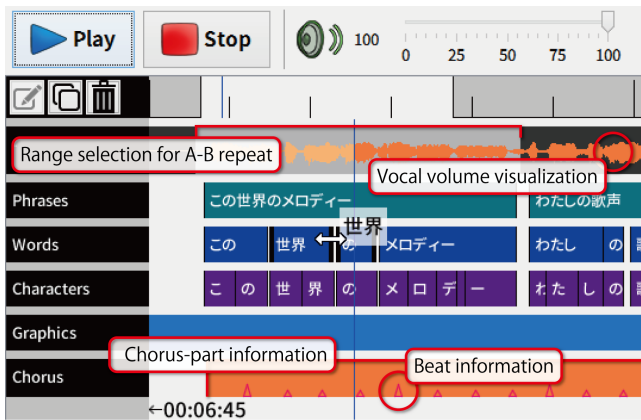 Play Stop 100
0 25 50 75 100
Range selection for A-B repeat
Vocal volume visualization
Phrases この世界のメロディー わたしの歌声
世界
Words この 世界 の メロディー わたし の
Characters こ の 世 界 の メ ロ デ ィ ー わ た し の
Graphics
Chorus-part information
Beat information
Chorus
←00:06:45